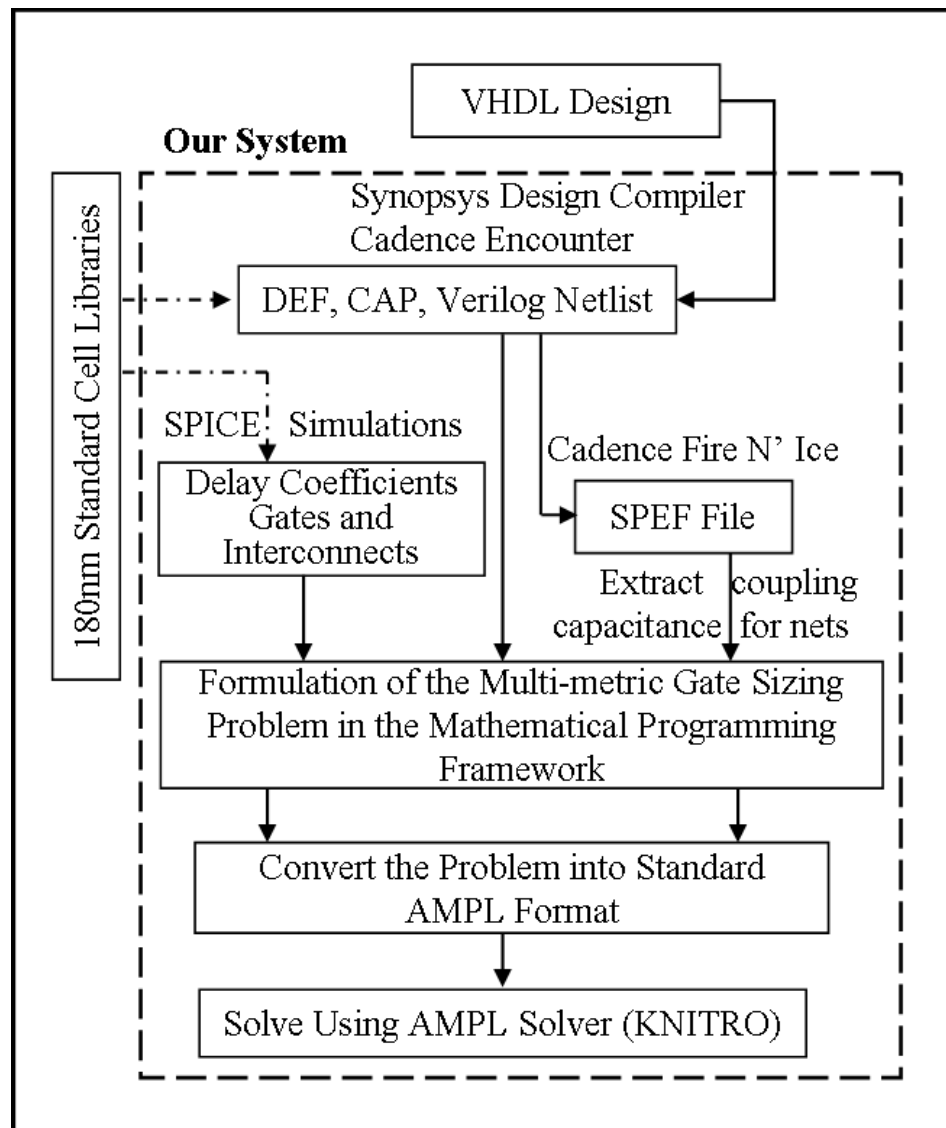 VHDL Design
Our System
180nm Standard Cell Libraries
Synopsys Design Compiler
Cadence Encounter
DEF, CAP, Verilog Netlist
SPICE Simulations
Cadence Fire N’ Ice
Delay Coefficients
Gates and
Interconnects
SPEF File
Extract coupling
capacitance for nets
Formulation of the Multi-metric Gate Sizing
Problem in the Mathematical Programming
Framework
Convert the Problem into Standard
AMPL Format
Solve Using AMPL Solver (KNITRO)